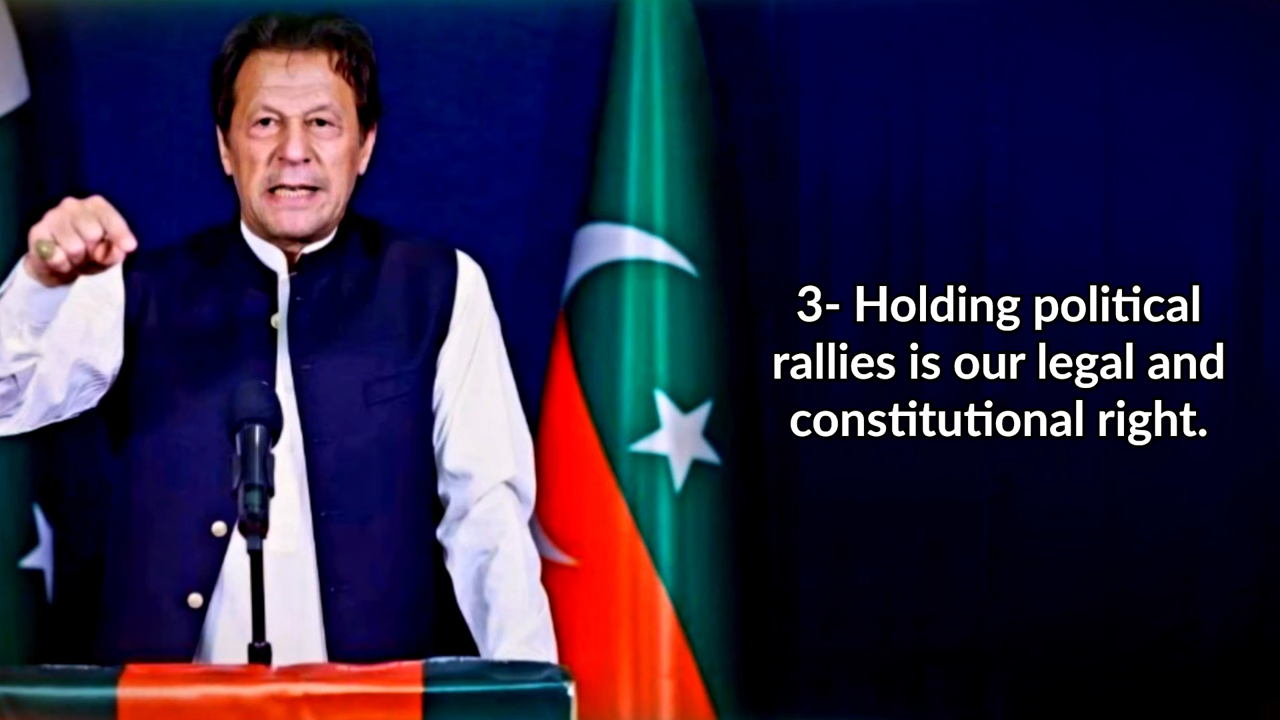 3- Holding political
rallies is our legal and
constitutional right.